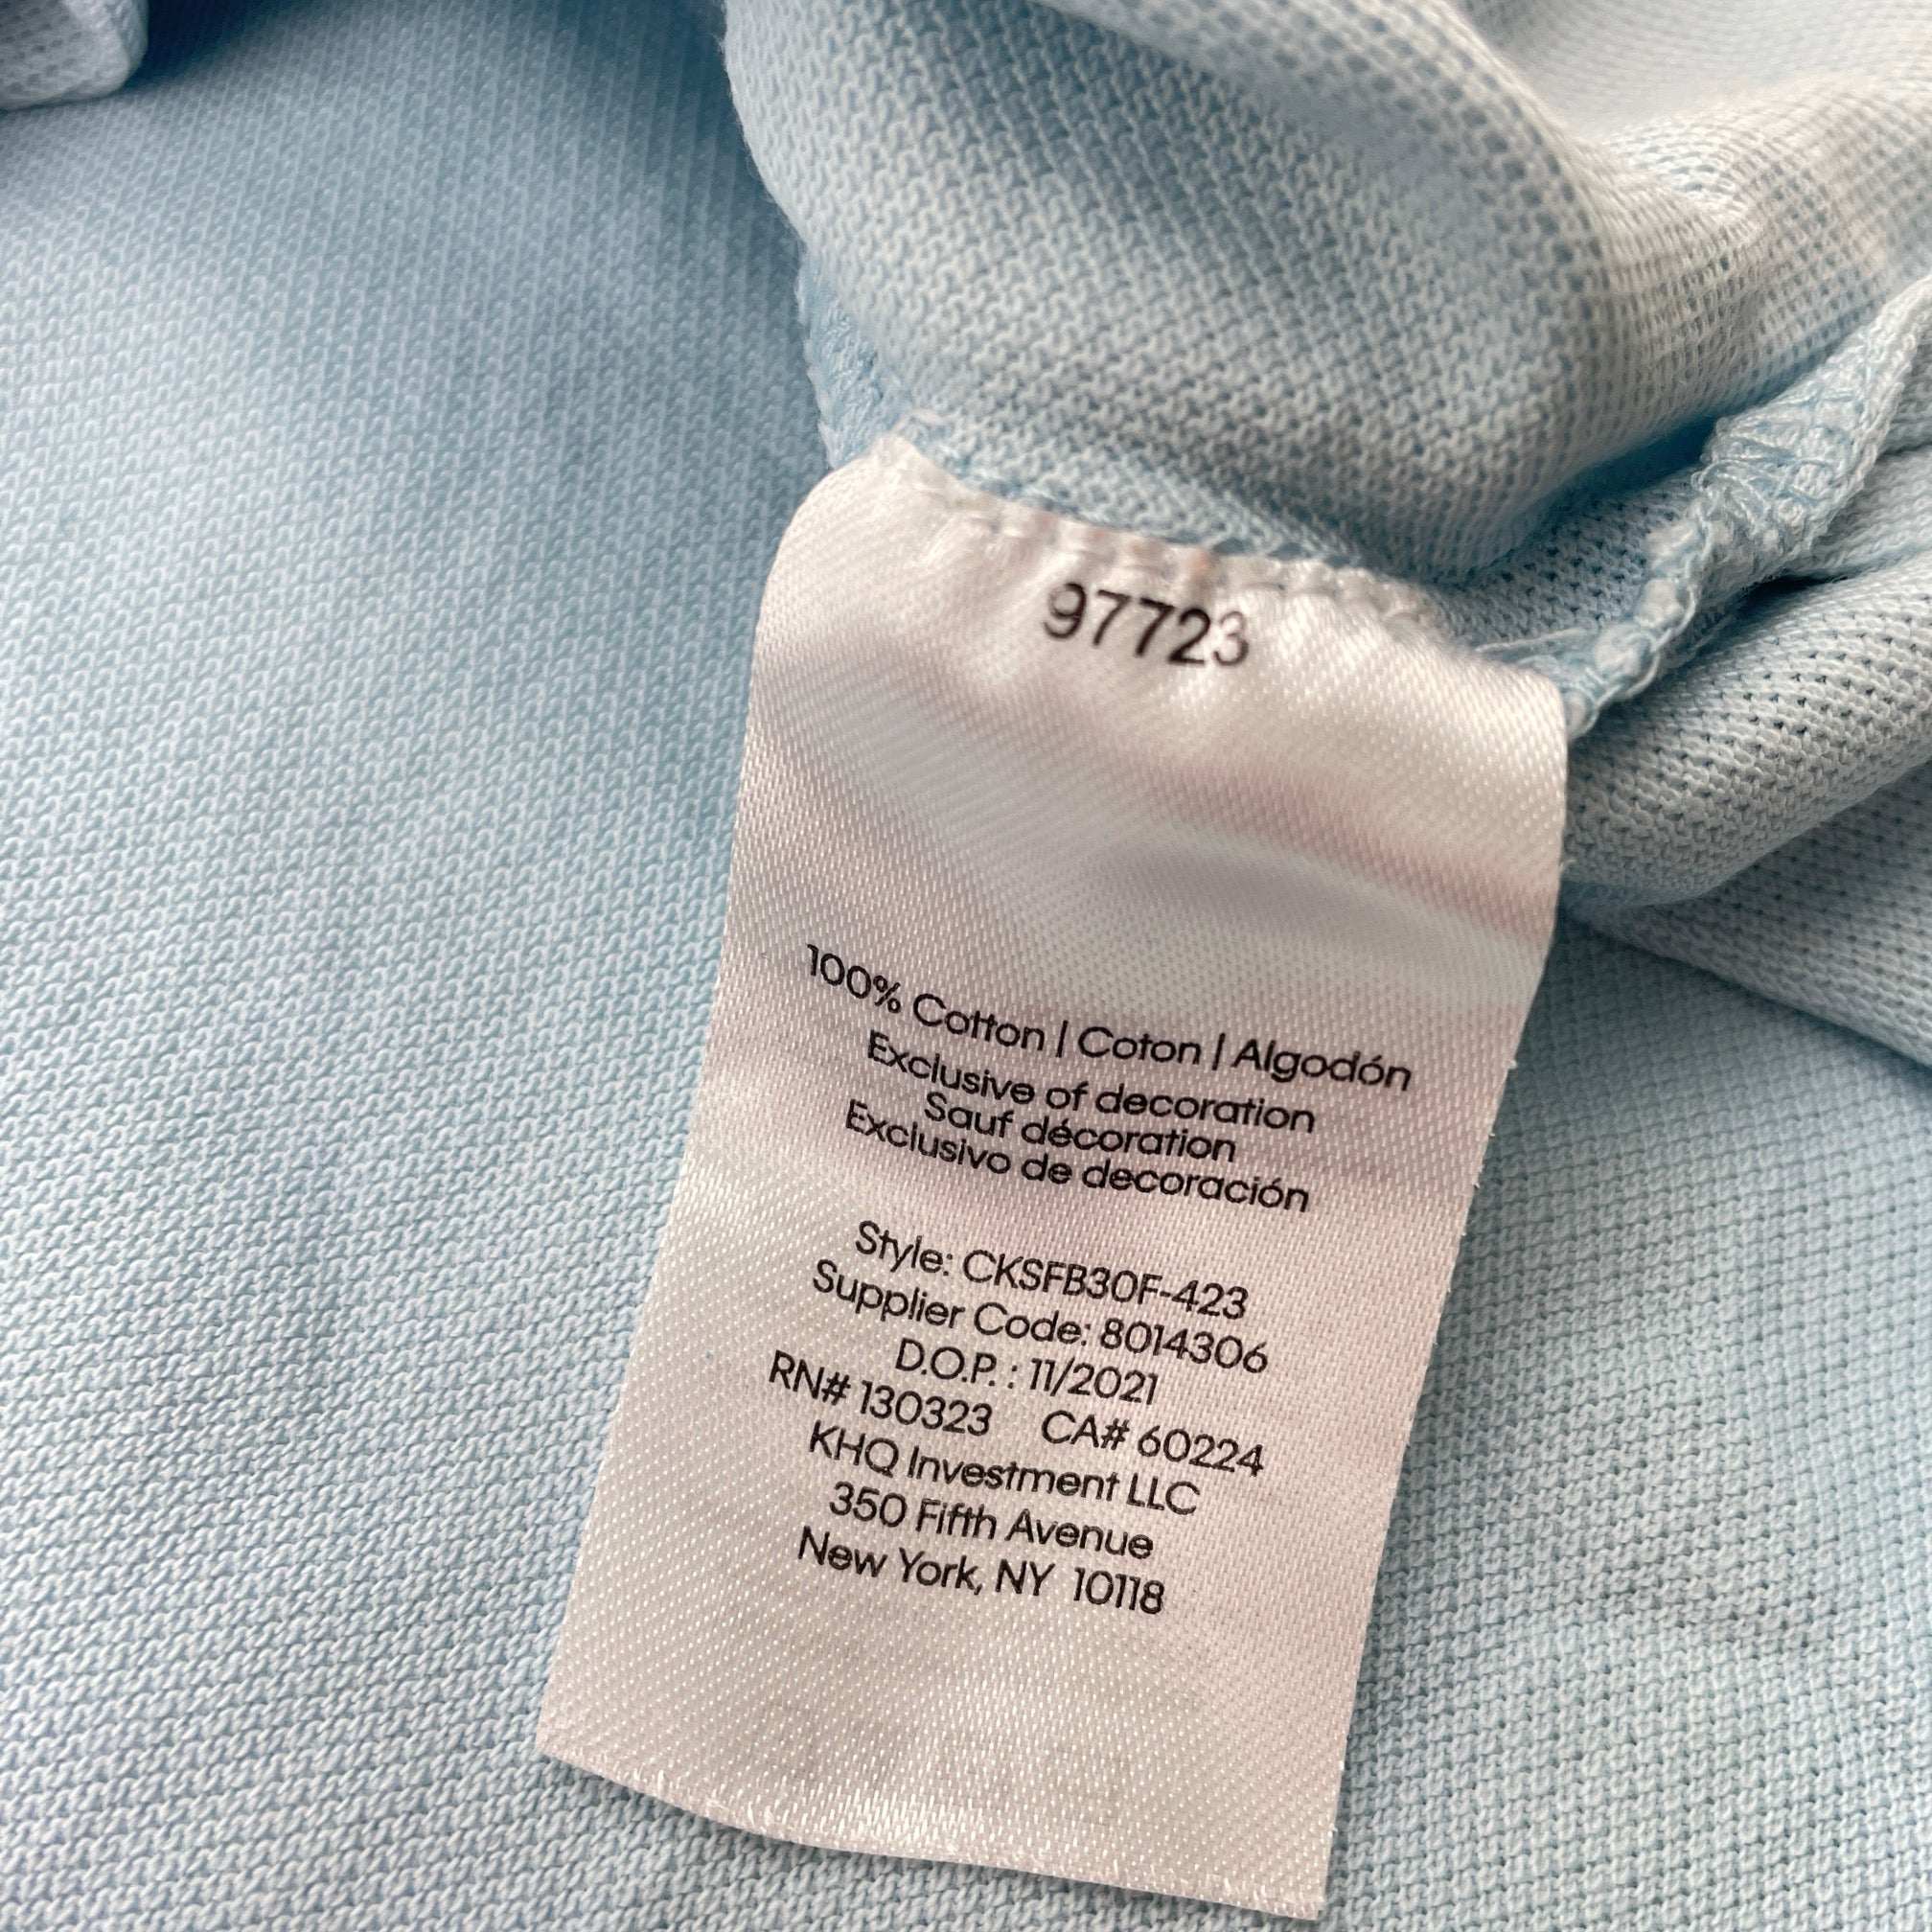 97723
100% Cotton | Coton | Algodón
Exclusive of decoration
Sauf décoration
Exclusivo de decoración
Style: CKSFB30F-423
Supplier Code: 8014306
D.O.P. : 11/2021
RN# 130323 CA# 60224
KHQ Investment LLC
350 Fifth Avenue
New York, NY 10118